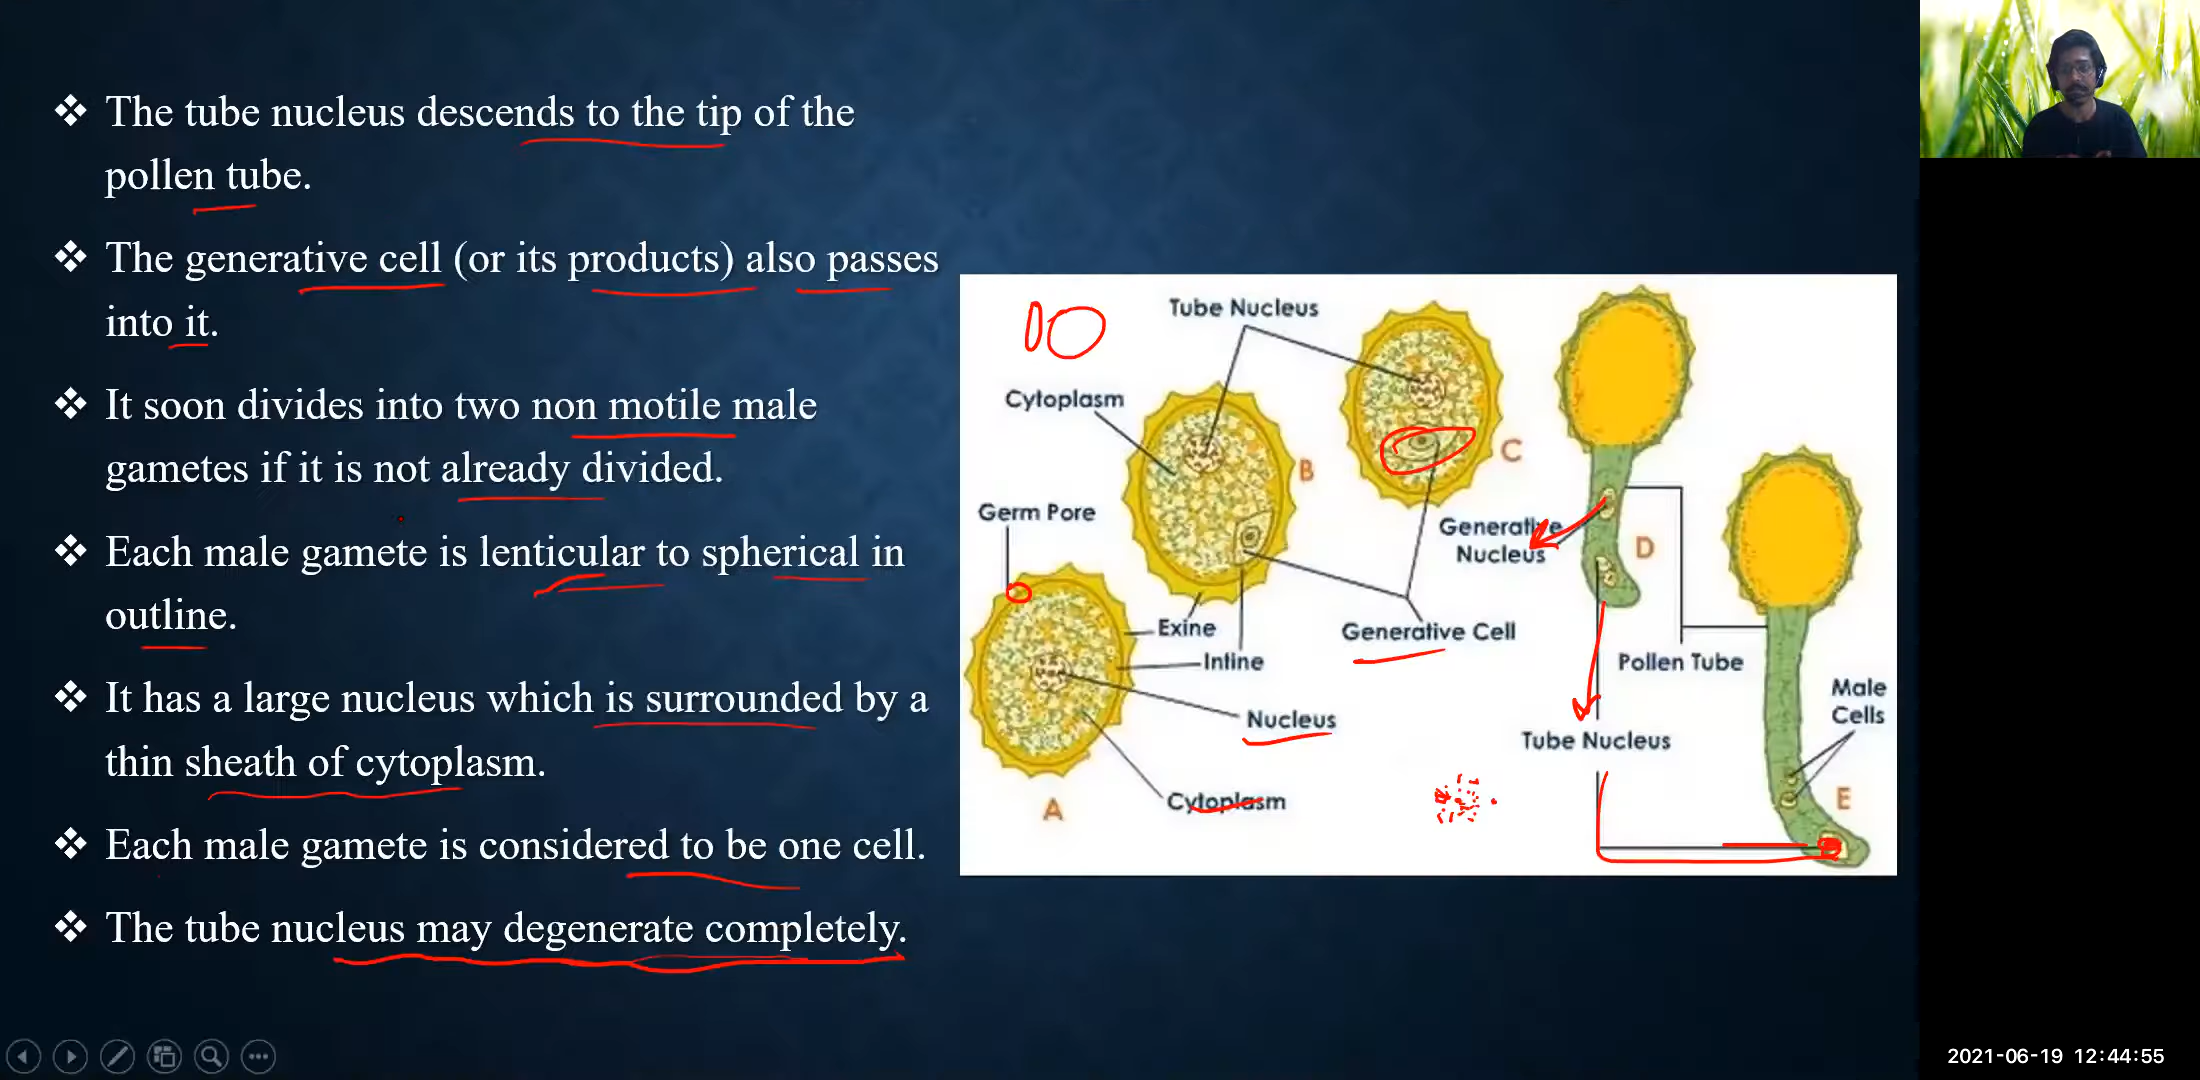 ❖ The tube nucleus descends to the tip of the
pollen tube.
❖ The generative cell (or its products) also passes
into it.
❖ It soon divides into two non motile male
gametes if it is not already divided.
❖ Each male gamete is lenticular to spherical in
outline.
❖ It has a large nucleus which is surrounded by a
thin sheath of cytoplasm.
❖ Each male gamete is considered to be one cell.
❖ The tube nucleus may degenerate completely.
Tube Nucleus
Cytoplasm
B
C
Germ Pore
Generative
Nucleus
D
Exine
Intine
Generative Cell
Pollen Tube
Nucleus
Male
Cells
Tube Nucleus
Cytoplasm
A
E
2021-06-19 12:44:55